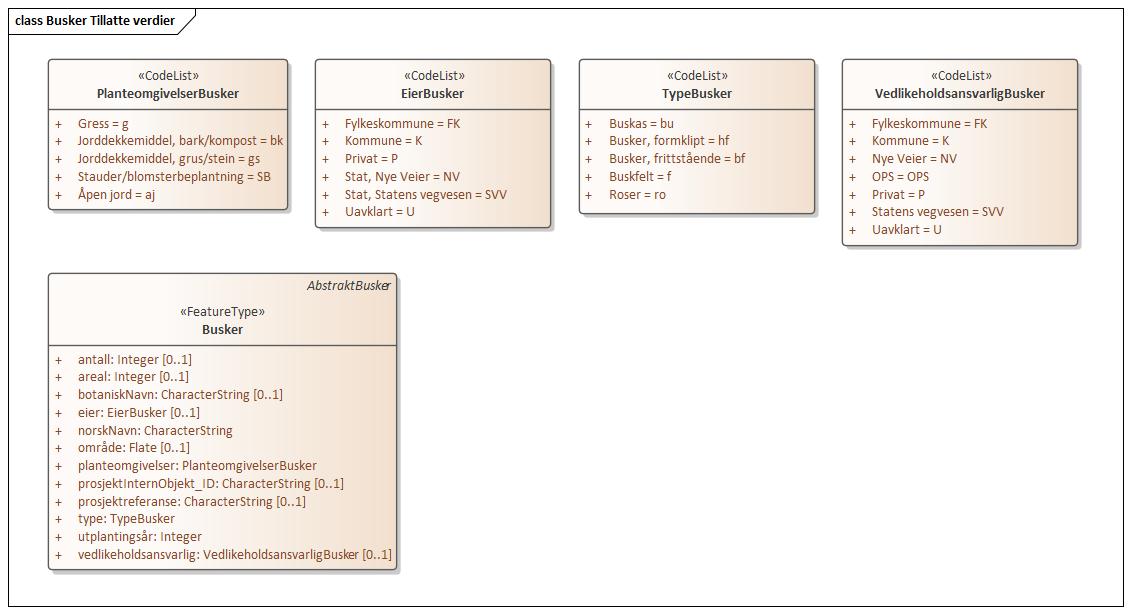 class Busker Tillatte verdier
«CodeList»
PlanteomgivelserBusker
+ Gress = g
+ Jorddekkemiddel, bark/kompost = bk
+ Jorddekkemiddel, grus/stein = gs
+ Stauder/blomsterbeplantning = SB
+ Åpen jord = aj
«CodeList»
EierBusker
+ Fylkeskommune = FK
+ Kommune = K
+ Privat = P
+ Stat, Nye Veier = NV
+ Stat, Statens vegvesen = SVV
+ Uavklart = U
«CodeList»
TypeBusker
+ Buskas = bu
+ Busker, formklipt = hf
+ Busker, frittstående = bf
+ Buskfelt = f
+ Roser = ro
«CodeList»
VedlikeholdsansvarligBusker
+ Fylkeskommune = FK
+ Kommune = K
+ Nye Veier = NV
+ OPS = OPS
+ Privat = P
+ Statens vegvesen = SVV
+ Uavklart = U
AbstraktBusker
«FeatureType»
Busker
+ antall: Integer [0..1]
+ areal: Integer [0..1]
+ botaniskNavn: CharacterString [0..1]
+ eier: EierBusker [0..1]
+ norskNavn: CharacterString
+ område: Flate [0..1]
+ planteomgivelser: PlanteomgivelserBusker
+ prosjektInternObjekt_ID: CharacterString [0..1]
+ prosjektreferanse: CharacterString [0..1]
+ type: TypeBusker
+ utplantingsår: Integer
+ vedlikeholdsansvarlig: VedlikeholdsansvarligBusker [0..1]